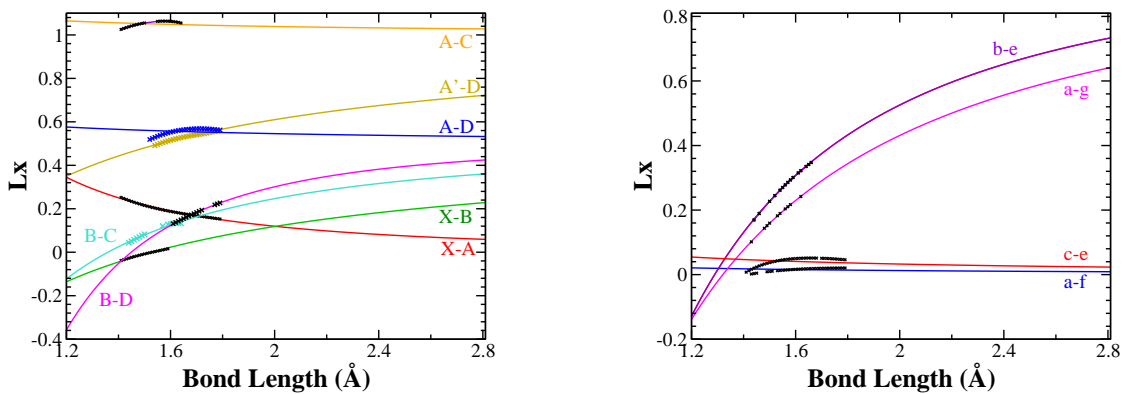 1
0.8
0.6
0.4
0.2
0
-0.2
-0.4
Lx
A-C
A'-D
A-D
B-C
X-B
X-A
B-D
1.2 1.6 2 2.4 2.8
Bond Length (Å)
0.8
0.6
0.4
0.2
0
-0.2
Lx
b-e
a-g
c-e
a-f
1.2 1.6 2 2.4 2.8
Bond Length (Å)